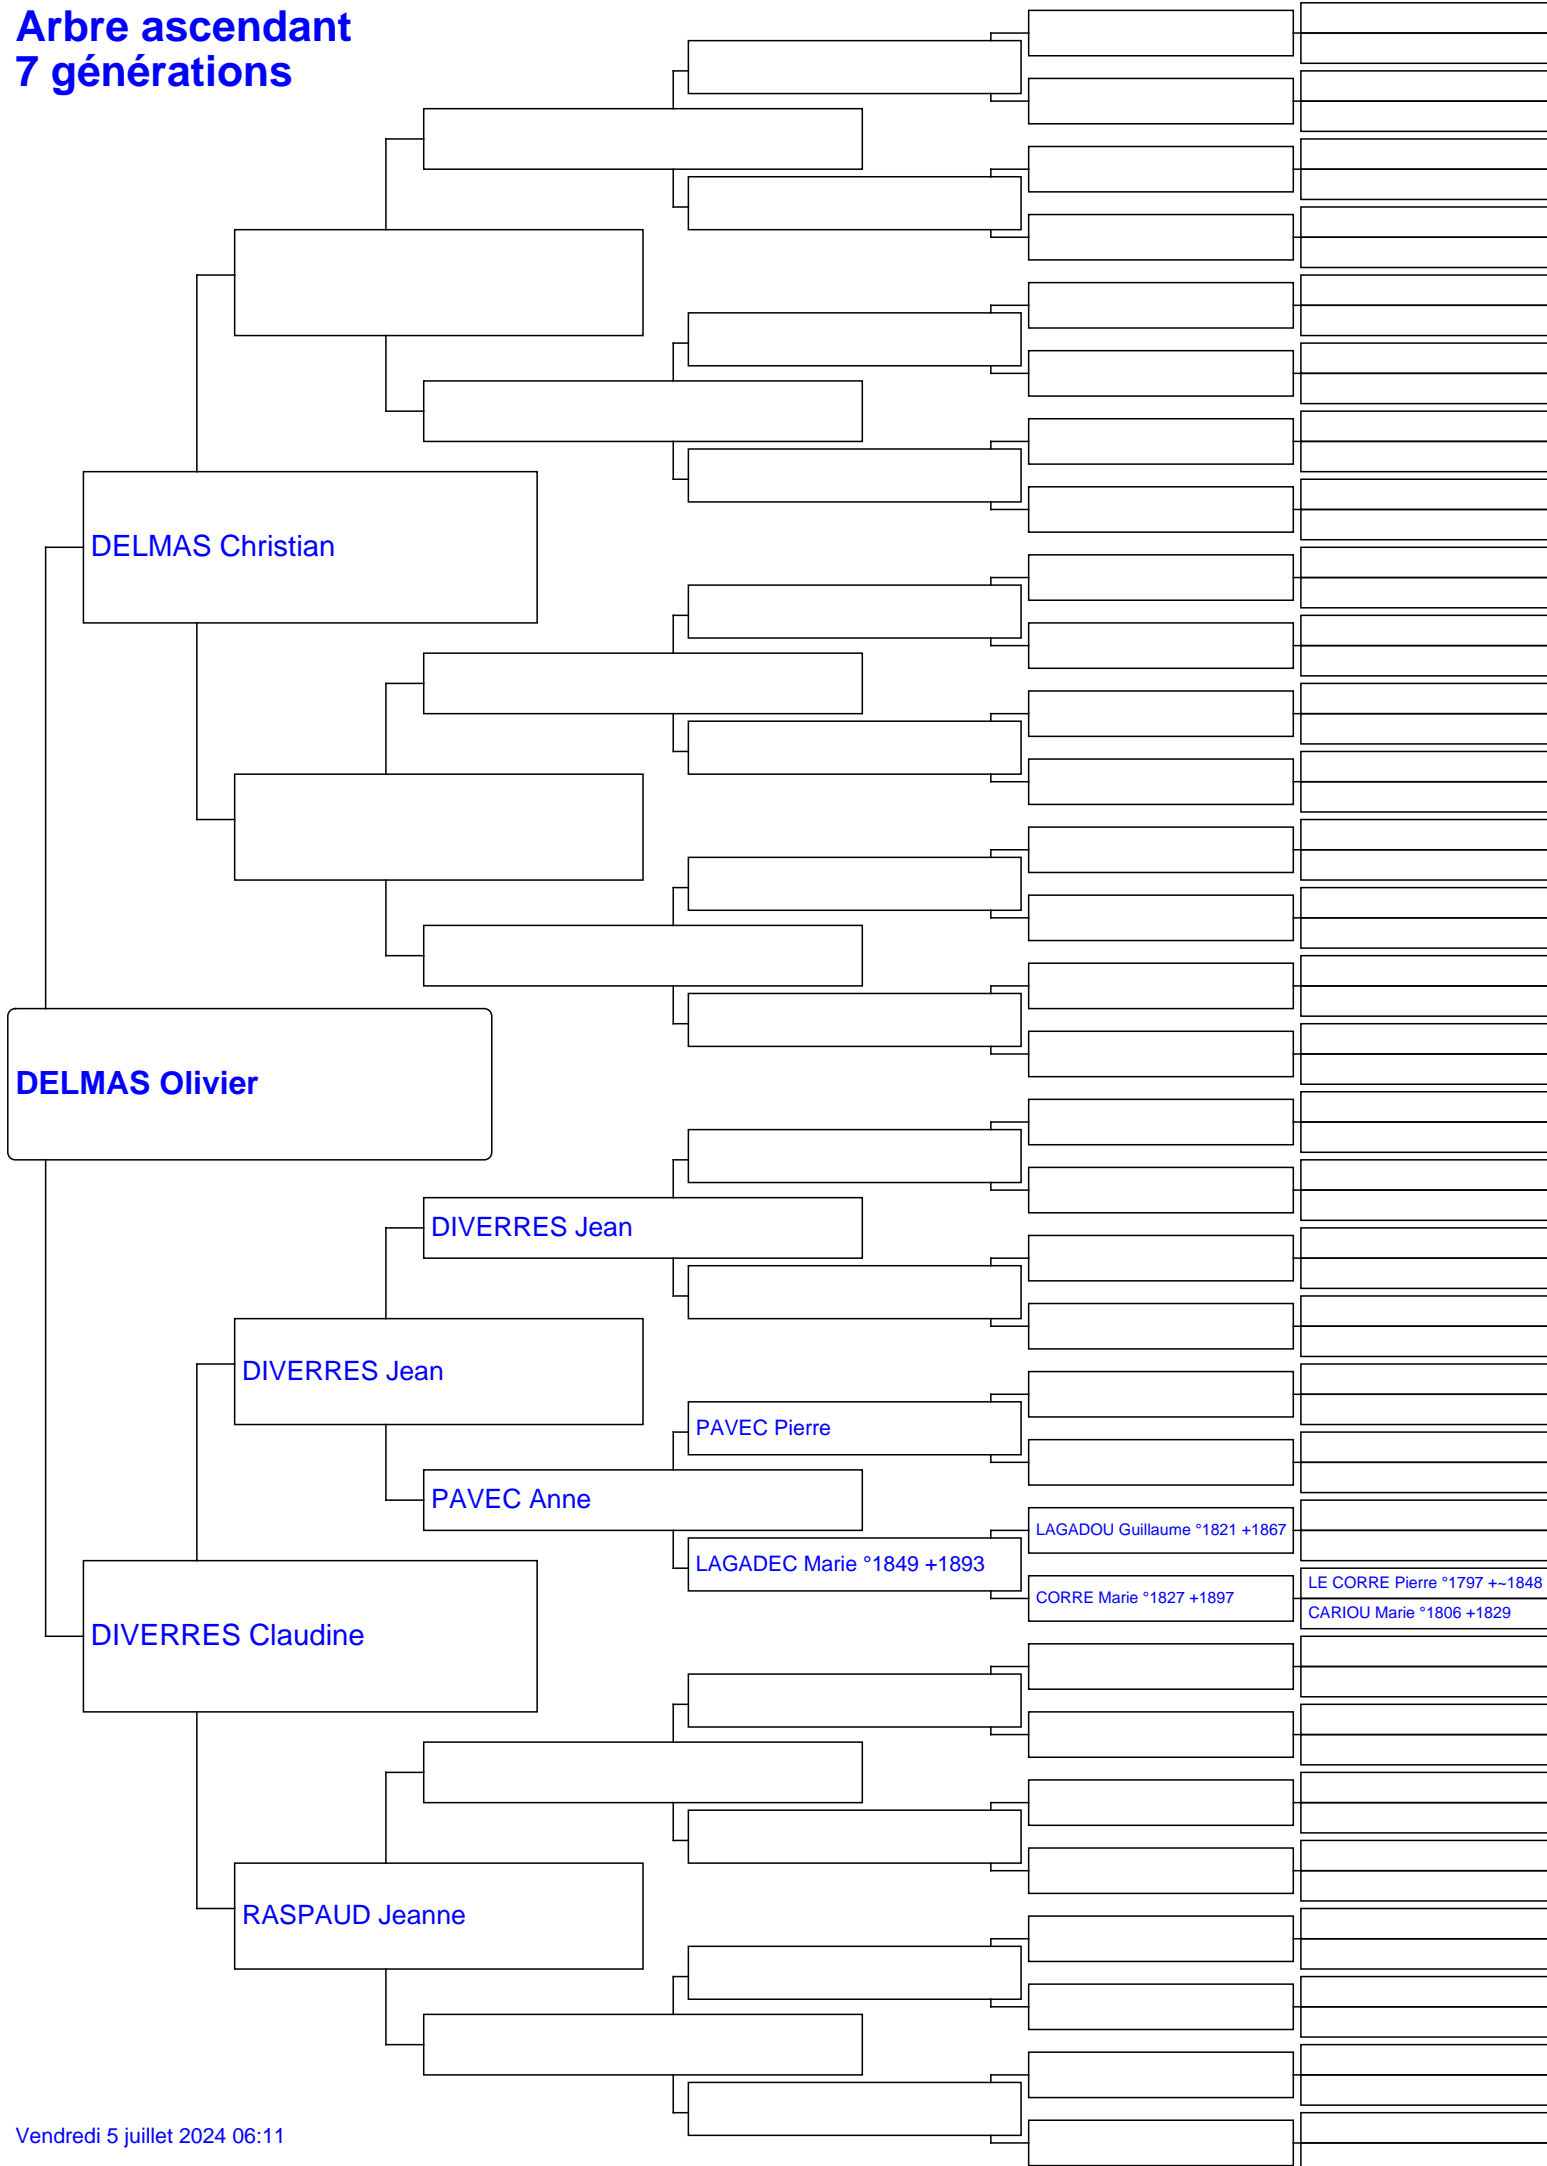 Arbre ascendant
7 générations
DELMAS Christian
DELMAS Olivier
DIVERRES Jean
DIVERRES Jean
PAVEC Pierre
PAVEC Anne
LAGADOU Guillaume °1821 +1867
LAGADEC Marie °1849 +1893
LE CORRE Pierre °1797 +~1848
CORRE Marie °1827 +1897
CARIOU Marie °1806 +1829
DIVERRES Claudine
RASPAUD Jeanne
Vendredi 5 juillet 2024 06:11